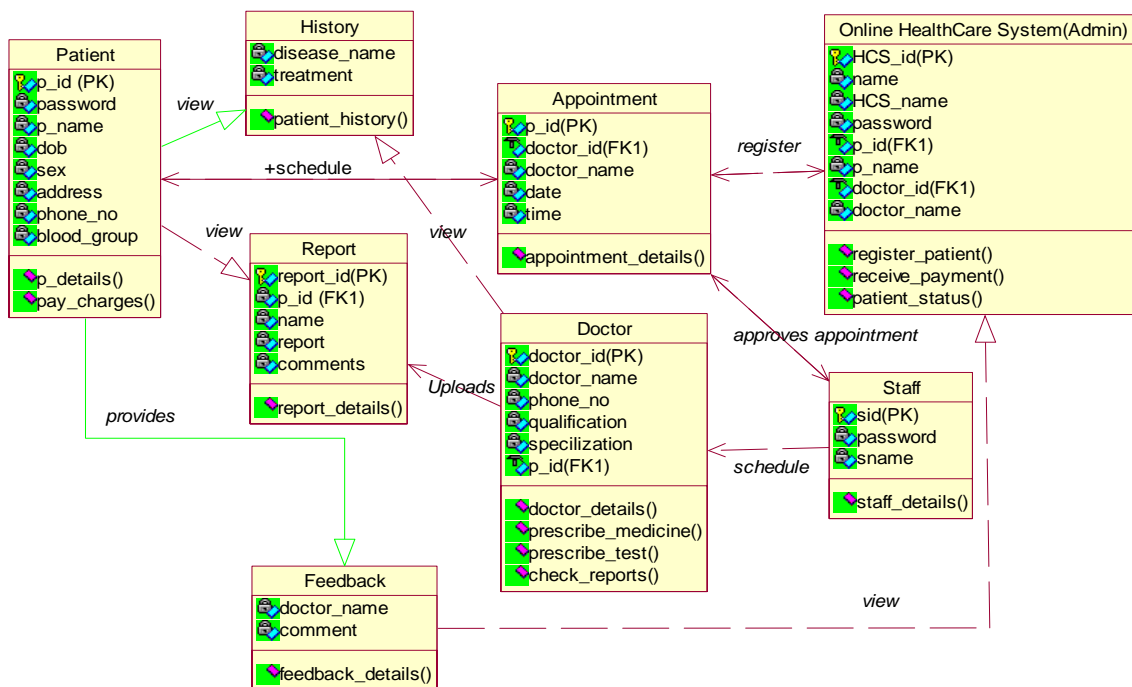 Patient
p_id (PK)
password
p_name
dob
sex
address
phone_no
blood_group
p_details()
pay_charges()
view
History
disease_name
treatment
patient_history()
+schedule
view
Report
report_id(PK)
p_id (FK1)
name
report
comments
report_details()
provides
Appointment
p_id(PK)
doctor_id(FK1)
doctor_name
date
time
appointment_details()
register
Online HealthCare System(Admin)
HCS_id(PK)
name
HCS_name
password
p_id(FK1)
p_name
doctor_id(FK1)
doctor_name
register_patient()
receive_payment()
patient_status()
view
Uploads
Doctor
doctor_id(PK)
doctor_name
phone_no
qualification
specilization
p_id(FK1)
doctor_details()
prescribe_medicine()
prescribe_test()
check_reports()
approves appointment
Staff
sid(PK)
password
sname
staff_details()
schedule
Feedback
doctor_name
comment
feedback_details()
view